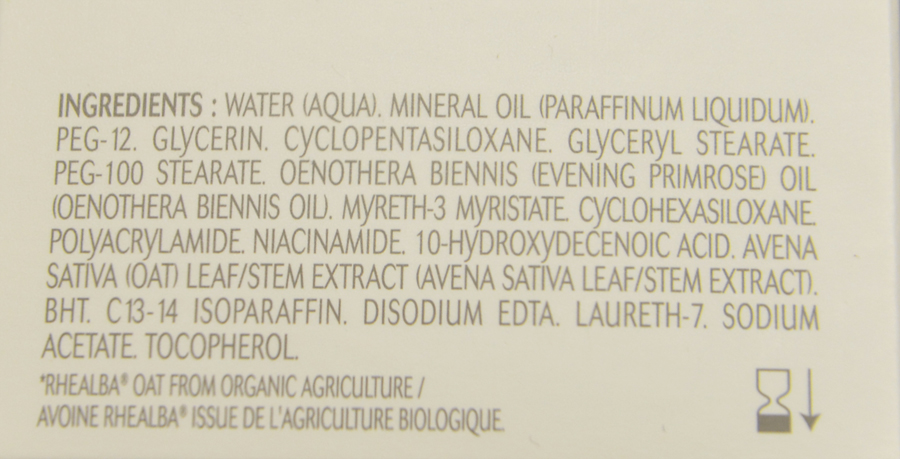 INGREDIENTS : WATER (AQUA). MINERAL OIL (PARAFFINUM LIQUIDUM).
PEG-12. GLYCERIN. CYCLOPENTASILOXANE. GLYCERYL STEARATE.
PEG-100 STEARATE. OENOTHERA BIENNIS (EVENING PRIMROSE) OIL
(OENOTHERA BIENNIS OIL). MYRETH-3 MYRISTATE. CYCLOHEXASILOXANE.
POLYACRYLAMIDE. NIACINAMIDE. 10-HYDROXYDECENOIC ACID. AVENA
SATIVA (OAT) LEAF/STEM EXTRACT (AVENA SATIVA LEAF/STEM EXTRACT).
BHT. C13-14 ISOPARAFFIN. DISODIUM EDTA. LAURETH-7. SODIUM
ACETATE. TOCOPHEROL.
*RHEALBA® OAT FROM ORGANIC AGRICULTURE /
AVOINE RHEALBA® ISSUE DE L'AGRICULTURE BIOLOGIQUE.